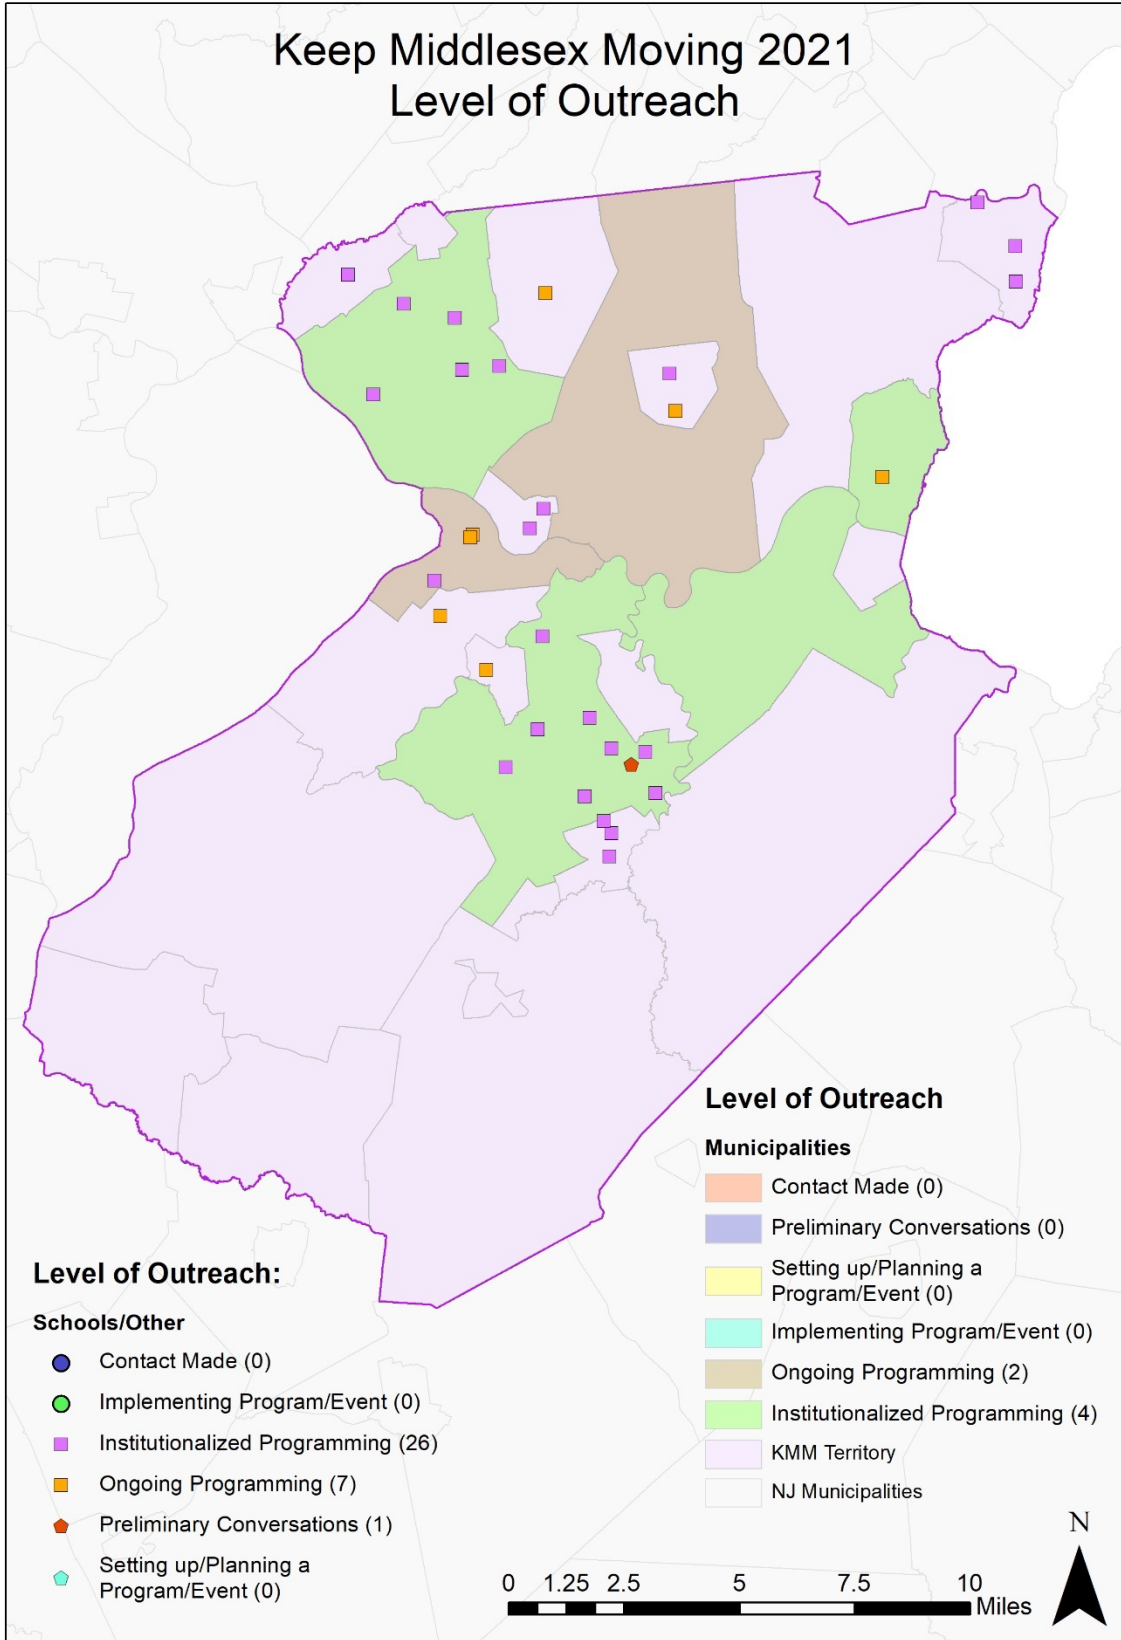 Keep Middlesex Moving 2021
Level of Outreach
Level of Outreach:
Schools/Other
Contact Made (0)
Implementing Program/Event (0)
Institutionalized Programming (26)
Ongoing Programming (7)
Preliminary Conversations (1)
Setting up/Planning a
Program/Event (0)
Level of Outreach
Municipalities
Contact Made (0)
Preliminary Conversations (0)
Setting up/Planning a
Program/Event (0)
Implementing Program/Event (0)
Ongoing Programming (2)
Institutionalized Programming (4)
KMM Territory
NJ Municipalities
0 1.25 2.5 5 7.5 10
Miles
N